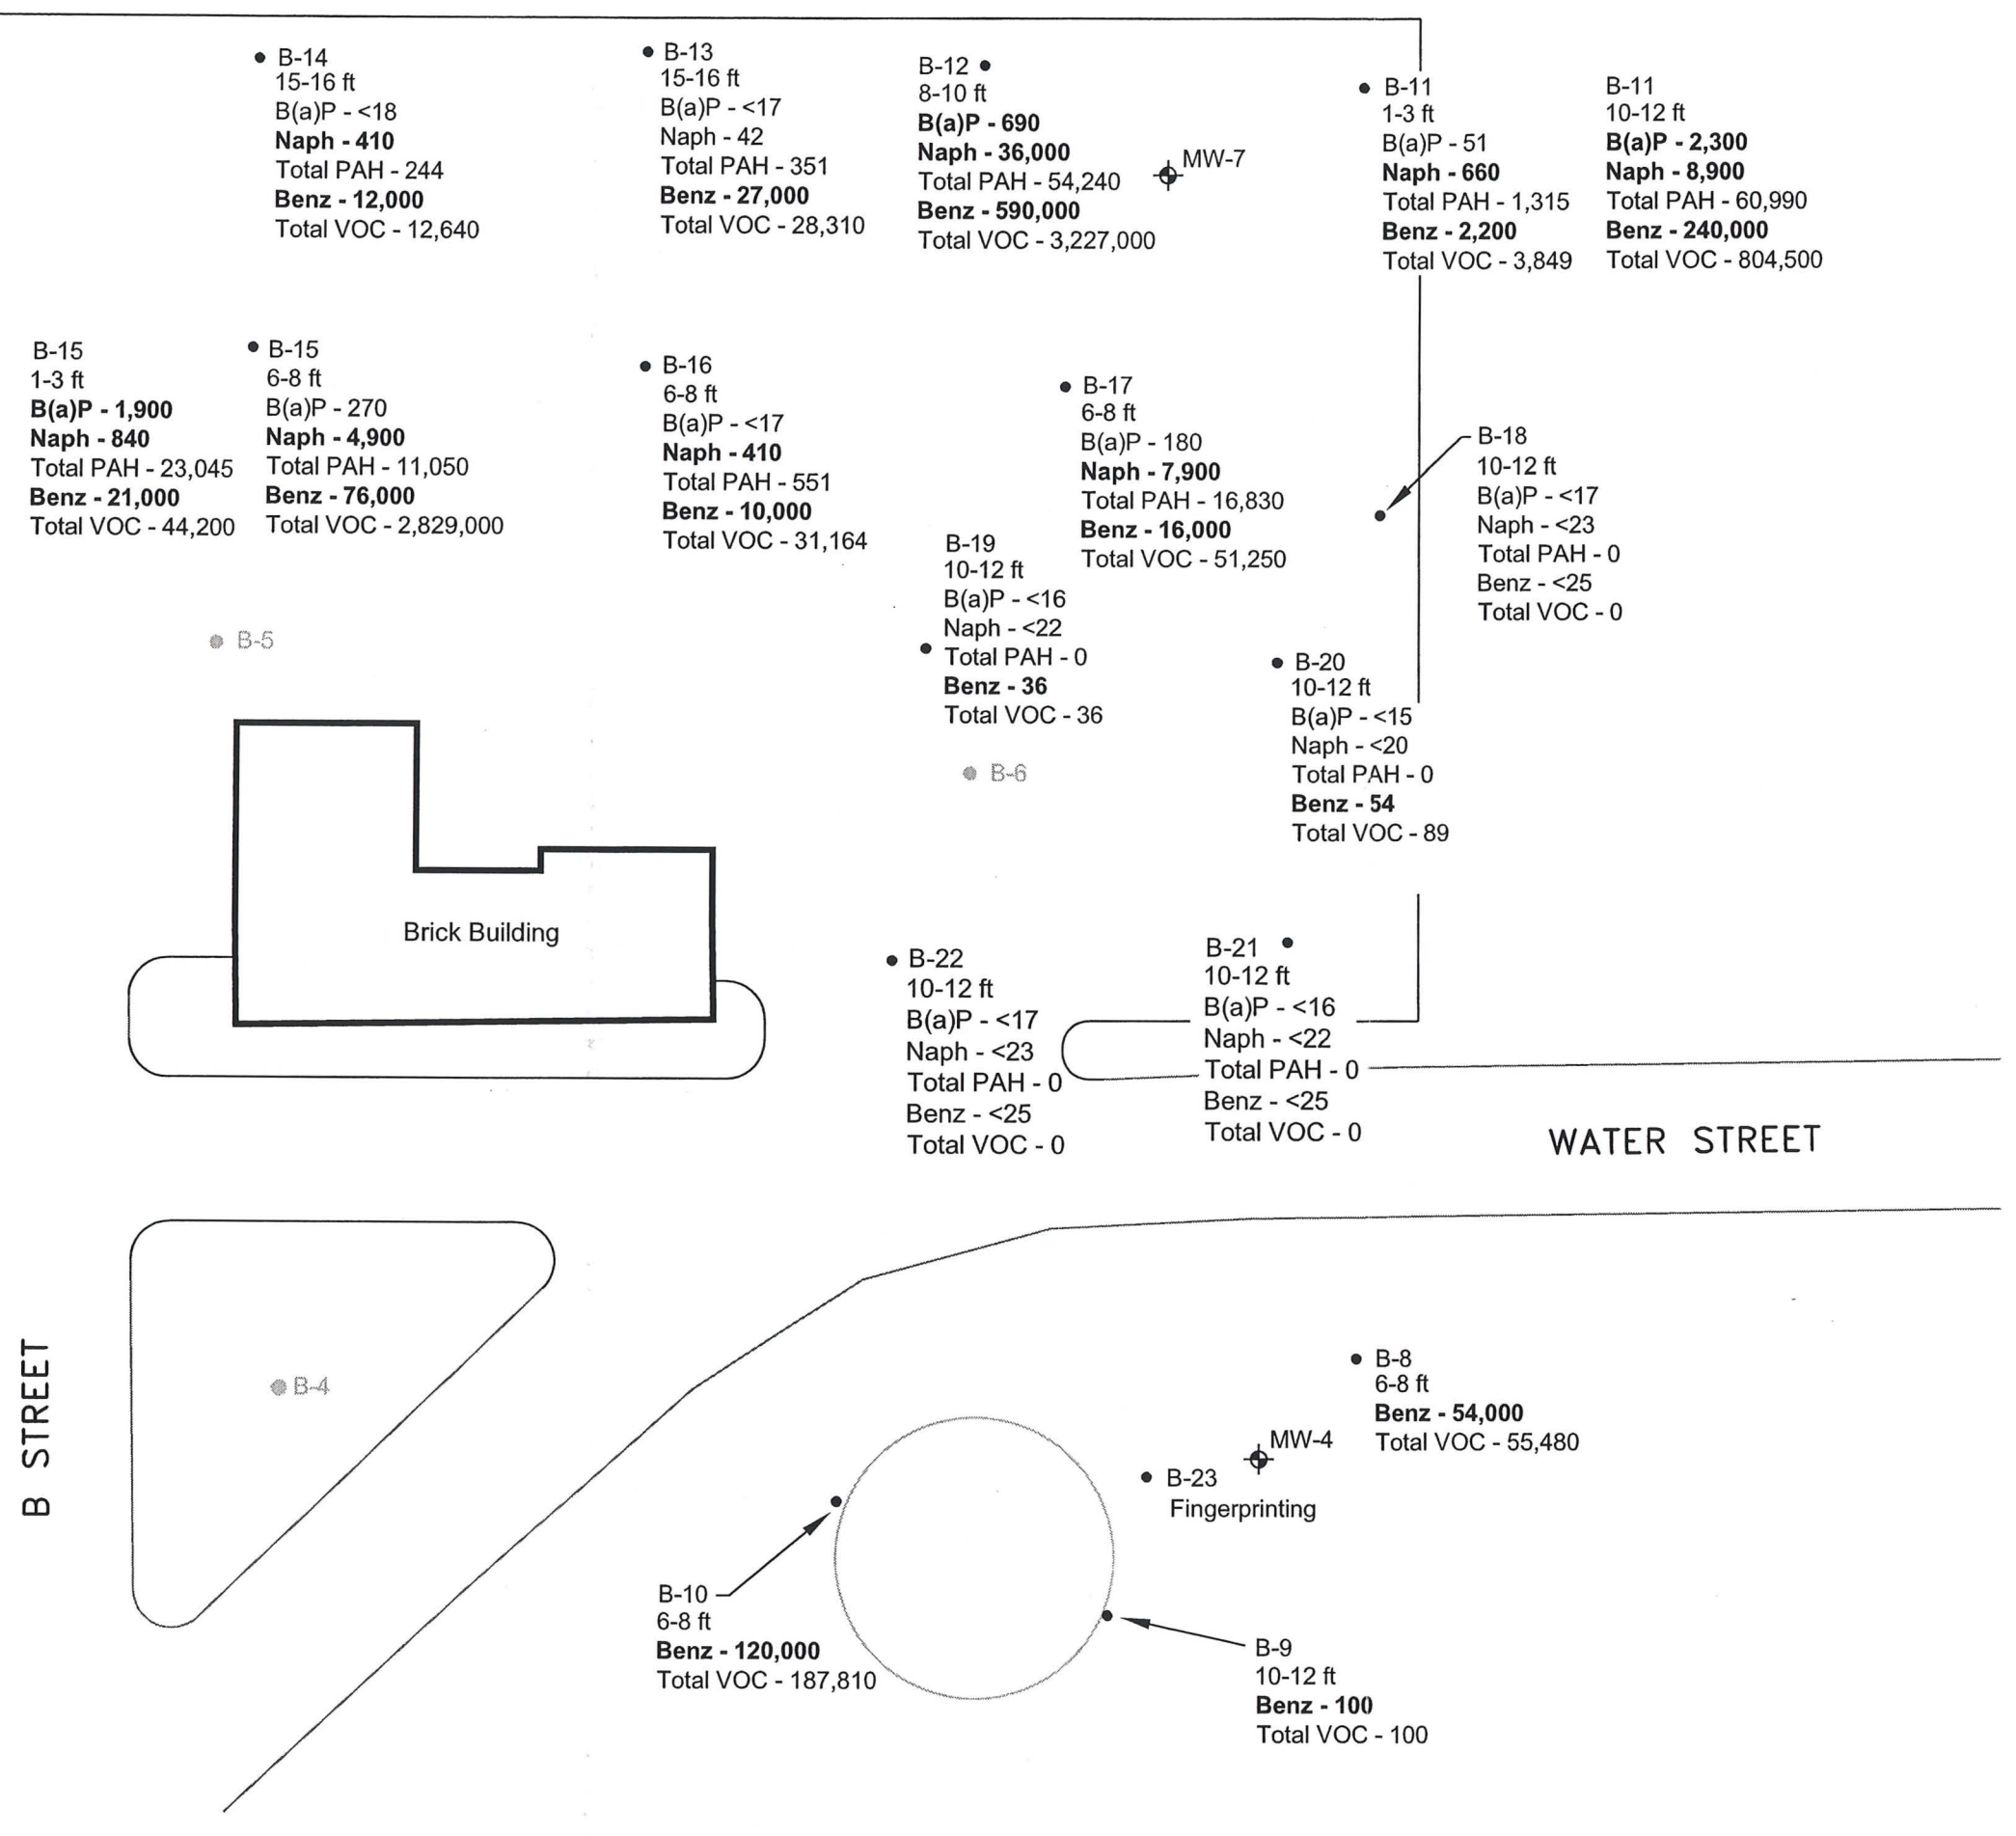 B-14
15-16 ft
B(a)P - <18
Naph - 410
Total PAH - 244
Benz - 12,000
Total VOC - 12,640
B-13
15-16 ft
B(a)P - <17
Naph - 42
Total PAH - 351
Benz - 27,000
Total VOC - 28,310
B-12
8-10 ft
B(a)P - 690
Naph - 36,000
Total PAH - 54,240
Benz - 590,000
Total VOC - 3,227,000
MW-7
B-11
1-3 ft
B(a)P - 51
Naph - 660
Total PAH - 1,315
Benz - 2,200
Total VOC - 3,849
B-11
10-12 ft
B(a)P - 2,300
Naph - 8,900
Total PAH - 60,990
Benz - 240,000
Total VOC - 804,500
B-15
1-3 ft
B(a)P - 1,900
Naph - 840
Total PAH - 23,045
Benz - 21,000
Total VOC - 44,200
B-15
6-8 ft
B(a)P - 270
Naph - 4,900
Total PAH - 11,050
Benz - 76,000
Total VOC - 2,829,000
B-16
6-8 ft
B(a)P - <17
Naph - 410
Total PAH - 551
Benz - 10,000
Total VOC - 31,164
B-17
6-8 ft
B(a)P - 180
Naph - 7,900
Total PAH - 16,830
Benz - 16,000
Total VOC - 51,250
B-18
10-12 ft
B(a)P - <17
Naph - <23
Total PAH - 0
Benz - <25
Total VOC - 0
B-19
10-12 ft
B(a)P - <16
Naph - <22
Total PAH - 0
Benz - 36
Total VOC - 36
B-5
B-20
10-12 ft
B(a)P - <15
Naph - <20
Total PAH - 0
Benz - 54
Total VOC - 89
B-6
Brick Building
B-22
10-12 ft
B(a)P - <17
Naph - <23
Total PAH - 0
Benz - <25
Total VOC - 0
B-21
10-12 ft
B(a)P - <16
Naph - <22
Total PAH - 0
Benz - <25
Total VOC - 0
WATER STREET
B STREET
B-4
B-8
6-8 ft
Benz - 54,000
Total VOC - 55,480
MW-4
B-23
Fingerprinting
B-10
6-8 ft
Benz - 120,000
Total VOC - 187,810
B-9
10-12 ft
Benz - 100
Total VOC - 100